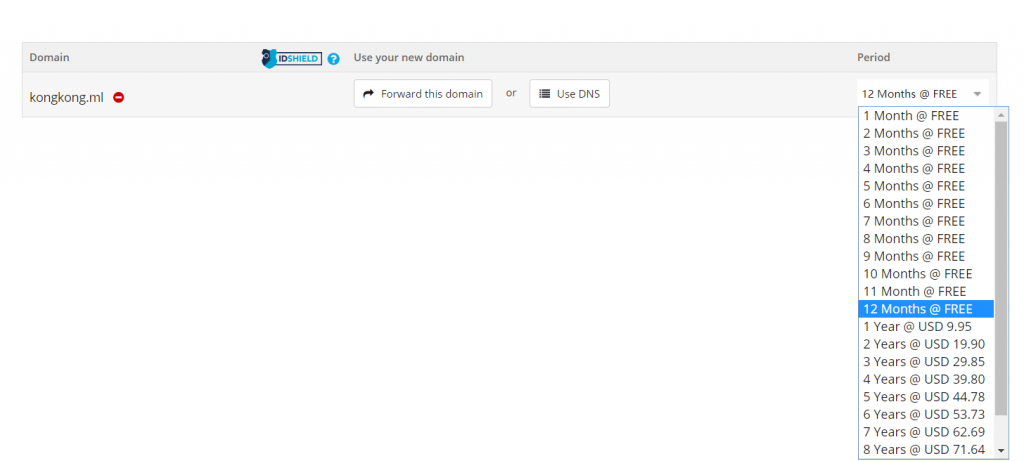 Domain IDSHIELD ? Use your new domain Period
kongkong.ml Forward this domain or Use DNS 12 Months @ FREE
1 Month @ FREE
2 Months @ FREE
3 Months @ FREE
4 Months @ FREE
5 Months @ FREE
6 Months @ FREE
7 Months @ FREE
8 Months @ FREE
9 Months @ FREE
10 Months @ FREE
11 Month @ FREE
12 Months @ FREE
1 Year @ USD 9.95
2 Years @ USD 19.90
3 Years @ USD 29.85
4 Years @ USD 39.80
5 Years @ USD 44.78
6 Years @ USD 53.73
7 Years @ USD 62.69
8 Years @ USD 71.64